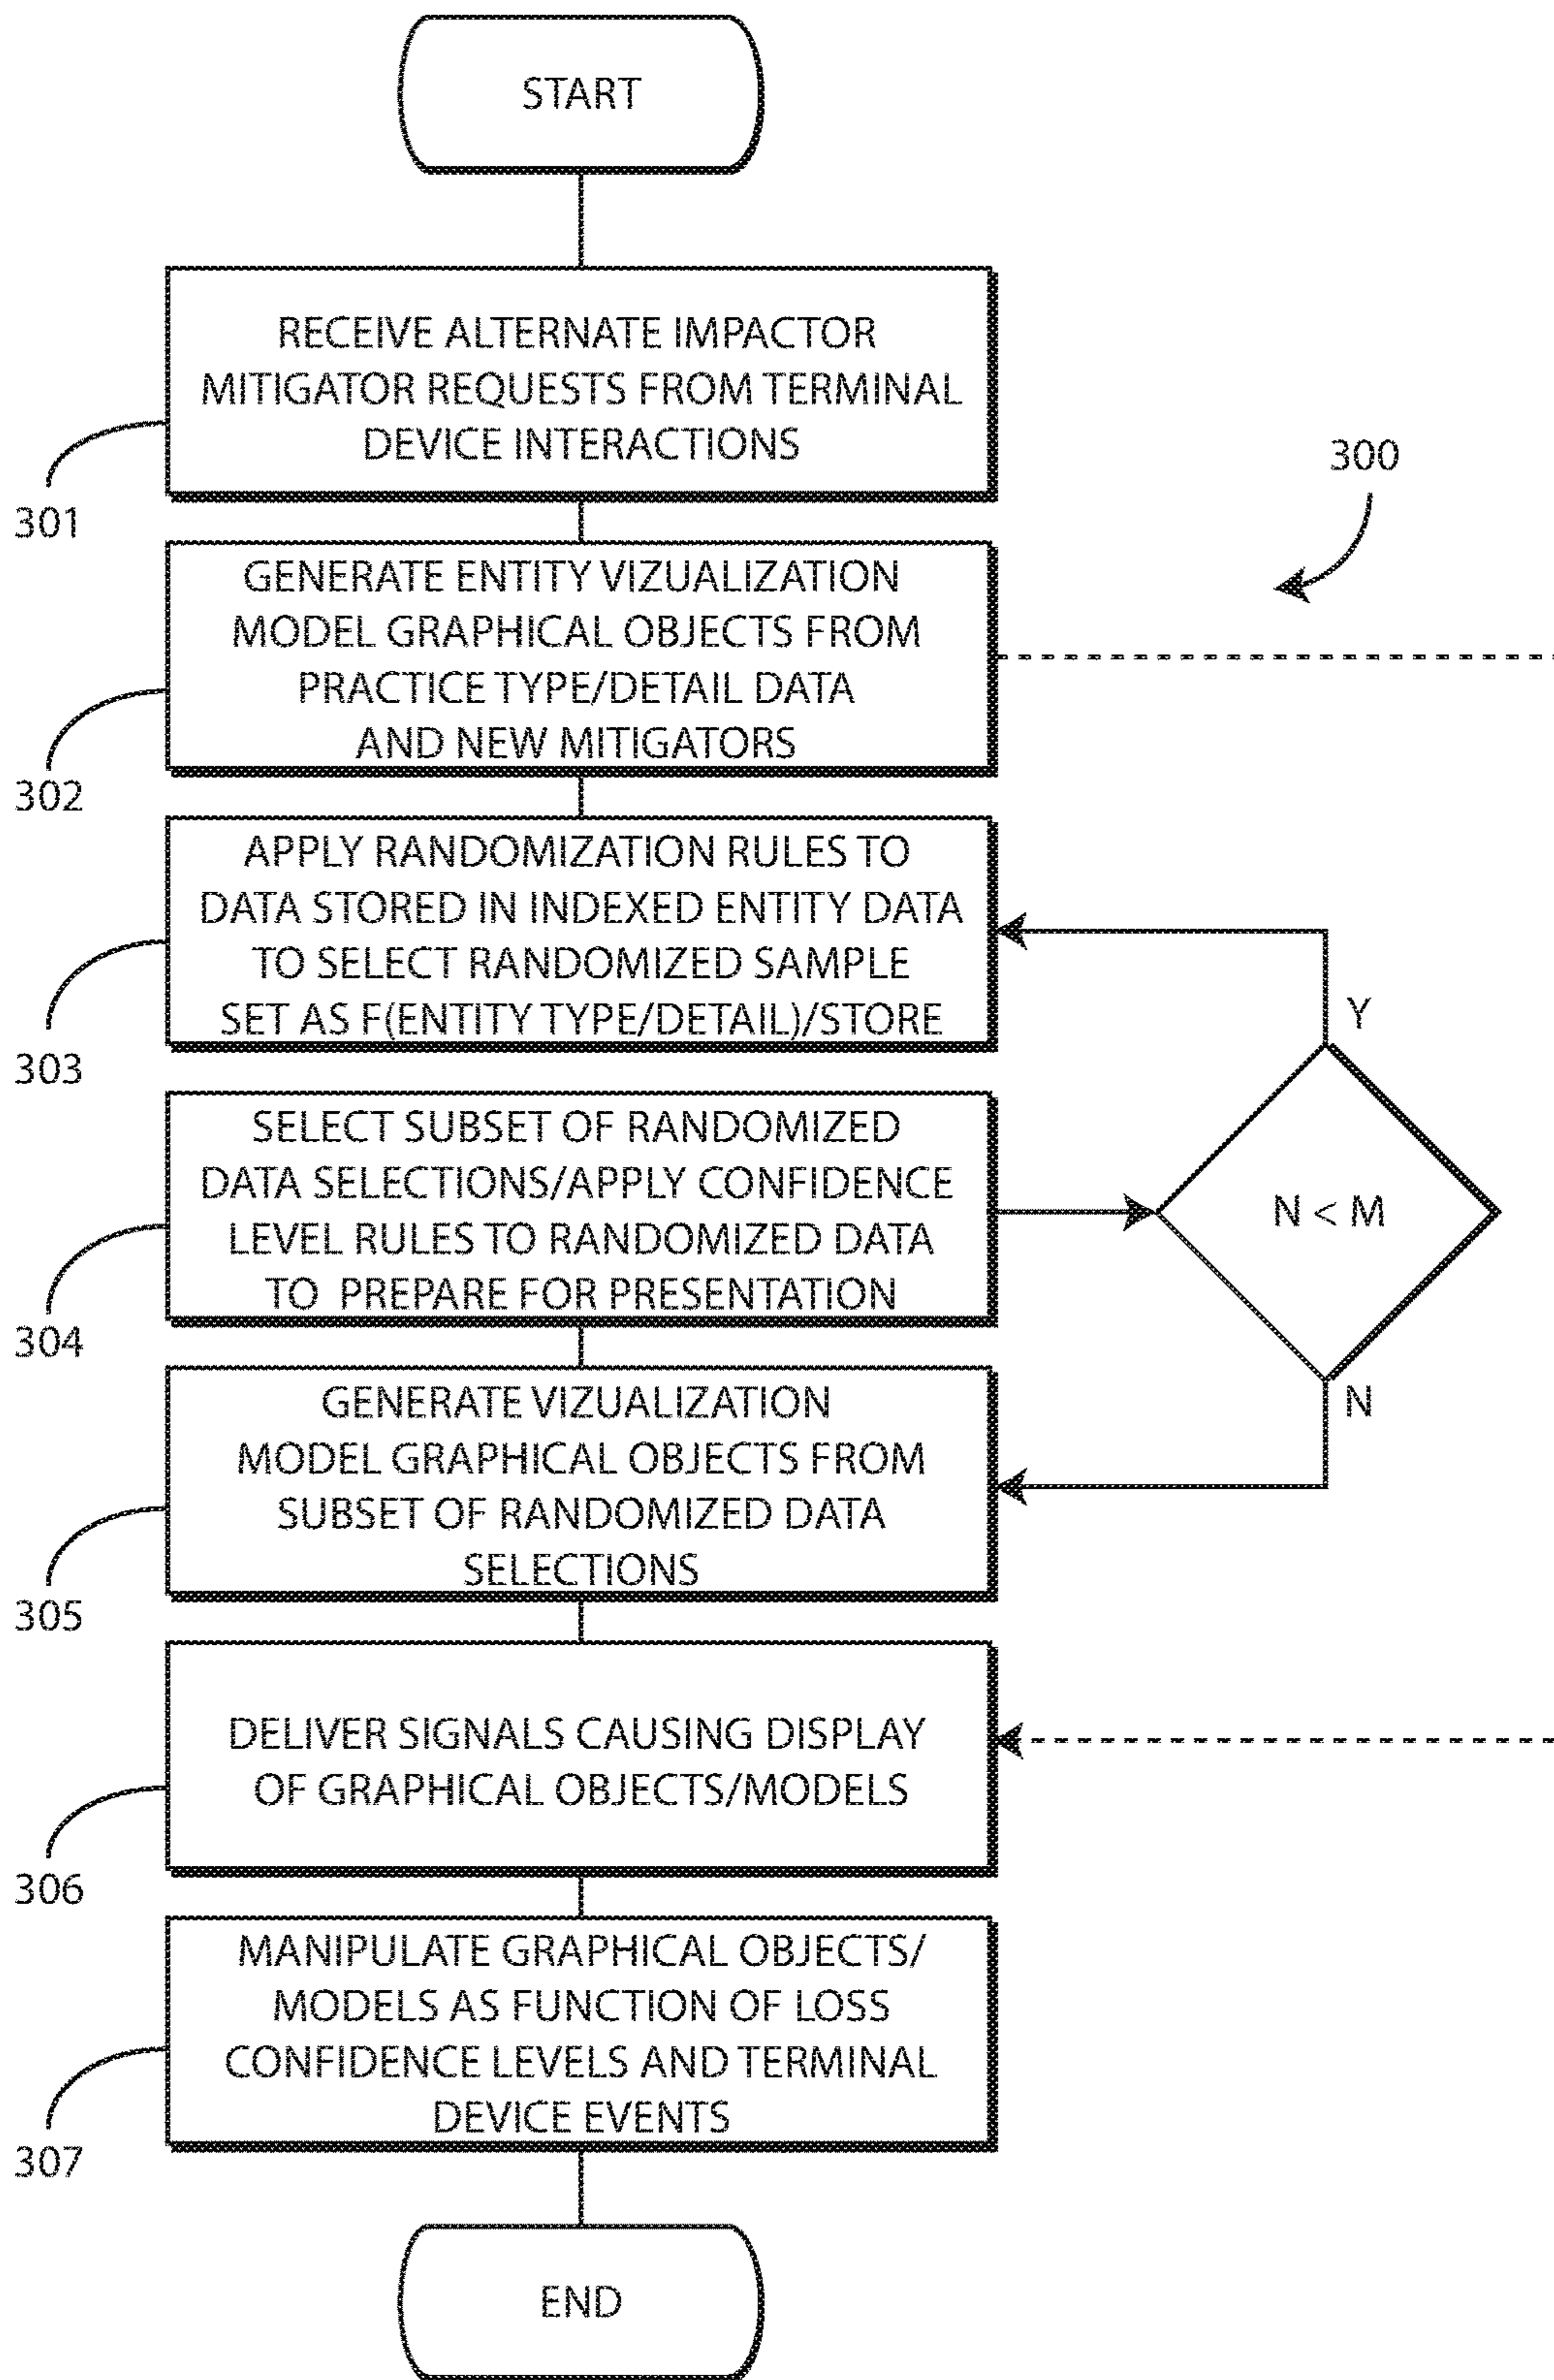 START
RECEIVE ALTERNATE IMPACTOR
MITIGATOR REQUESTS FROM TERMINAL
DEVICE INTERACTIONS
301
300
GENERATE ENTITY VIZUALIZATION
MODEL GRAPHICAL OBJECTS FROM
PRACTICE TYPE/DETAIL DATA
AND NEW MITIGATORS
302
APPLY RANDOMIZATION RULES TO
DATA STORED IN INDEXED ENTITY DATA
TO SELECT RANDOMIZED SAMPLE
SET AS F(ENTITY TYPE/DETAIL)/STORE
303
Y
SELECT SUBSET OF RANDOMIZED
DATA SELECTIONS/APPLY CONFIDENCE
LEVEL RULES TO RANDOMIZED DATA
TO PREPARE FOR PRESENTATION
304
N < M
N
GENERATE VIZUALIZATION
MODEL GRAPHICAL OBJECTS FROM
SUBSET OF RANDOMIZED DATA
SELECTIONS
305
DELIVER SIGNALS CAUSING DISPLAY
OF GRAPHICAL OBJECTS/MODELS
306
MANIPULATE GRAPHICAL OBJECTS/
MODELS AS FUNCTION OF LOSS
CONFIDENCE LEVELS AND TERMINAL
DEVICE EVENTS
307
END